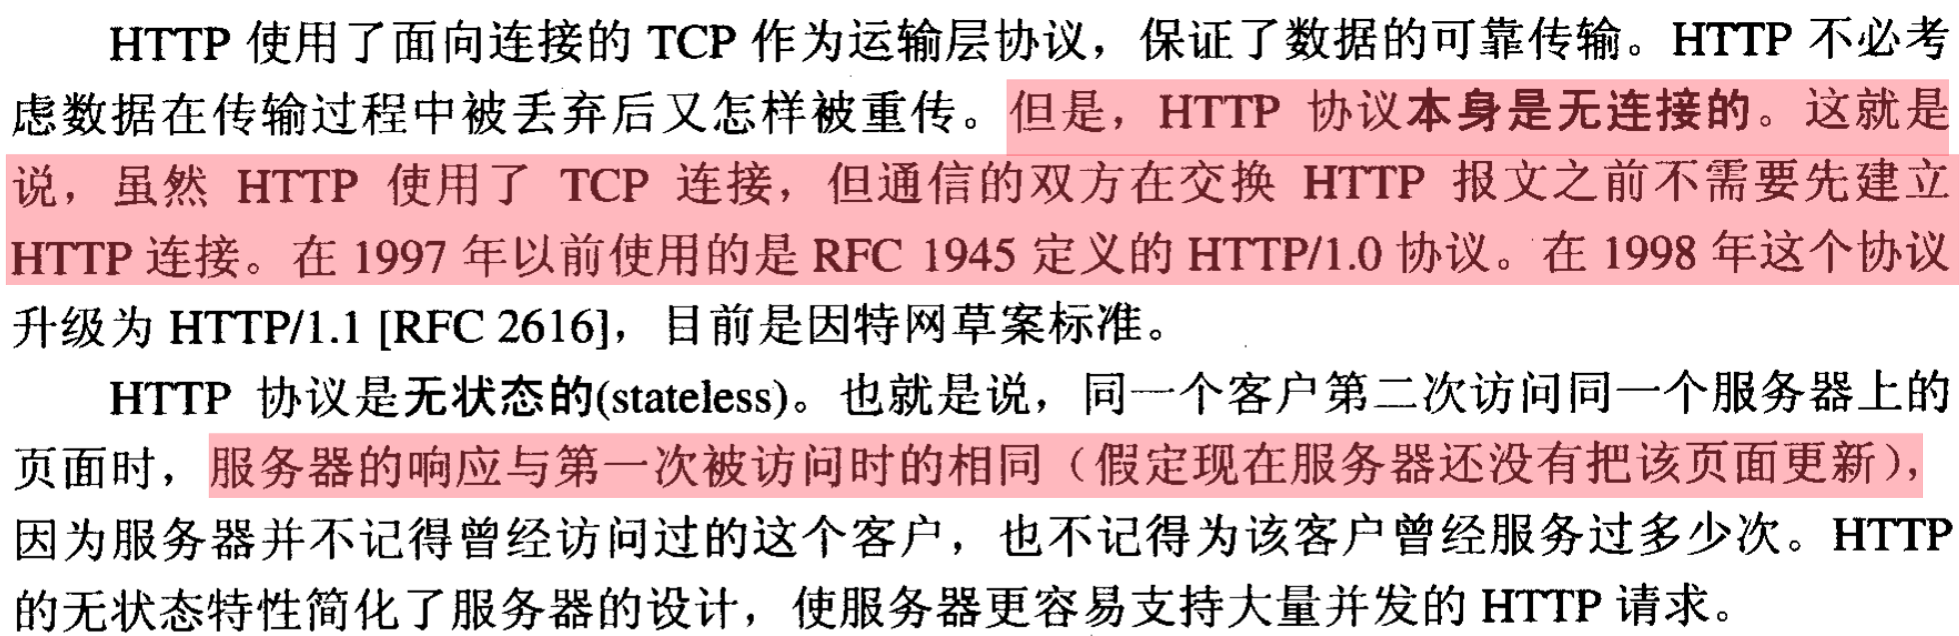 HTTP 使用了面向连接的 TCP 作为运输层协议，保证了数据的可靠传输。HTTP 不必考
虑数据在传输过程中被丢弃后又怎样被重传。但是，HTTP 协议本身是无连接的。这就是
说，虽然 HTTP 使用了 TCP 连接，但通信的双方在交换 HTTP 报文之前不需要先建立
HTTP 连接。在 1997 年以前使用的是 RFC 1945 定义的 HTTP/1.0 协议。在 1998 年这个协议
升级为 HTTP/1.1 [RFC 2616]，目前是因特网草案标准。
HTTP 协议是无状态的(stateless)。也就是说，同一个客户第二次访问同一个服务器上的
页面时，服务器的响应与第一次被访问时的相同（假定现在服务器还没有把该页面更新），
因为服务器并不记得曾经访问过的这个客户，也不记得为该客户曾经服务过多少次。HTTP
的无状态特性简化了服务器的设计，使服务器更容易支持大量并发的 HTTP 请求。